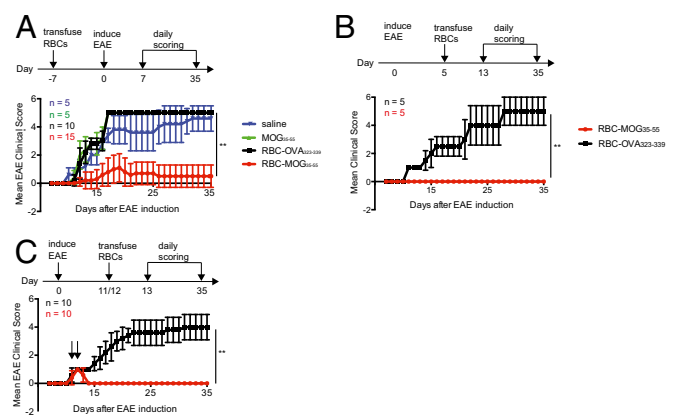 A
transfuse RBCs
induce EAE
daily scoring
Day
-7
0
7
35
n = 5
n = 5
n = 10
n = 15
Mean EAE Clinical Score
6
4
2
0
-2
15
25
35
Days after EAE induction
**
saline
MOG35-55
RBC-OVA323-339
RBC-MOG35-55
B
induce EAE
transfuse RBCs
daily scoring
Day
0
5
13
35
n = 5
n = 5
Mean Clinical Score
6
4
2
0
-2
15
25
35
Days after EAE induction
**
RBC-MOG35-55
RBC-OVA323-339
C
induce EAE
transfuse RBCs
daily scoring
Day
0
11/12
13
35
n = 10
n = 10
Mean EAE Clinical Score
6
4
2
0
-2
15
25
35
Days after EAE induction
**